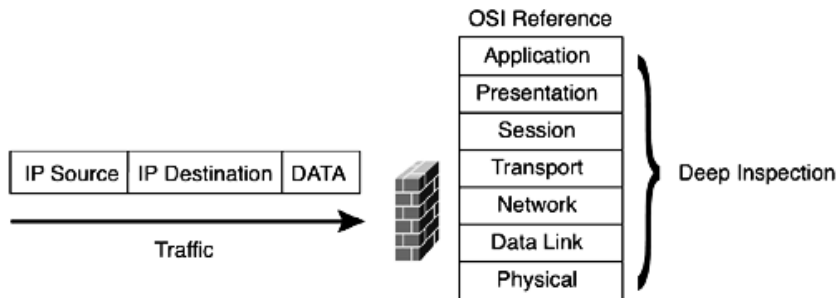 OSI Reference
Application
Presentation
Session
Transport
Network
Data Link
Physical
IP Source IP Destination DATA
Traffic
Deep Inspection